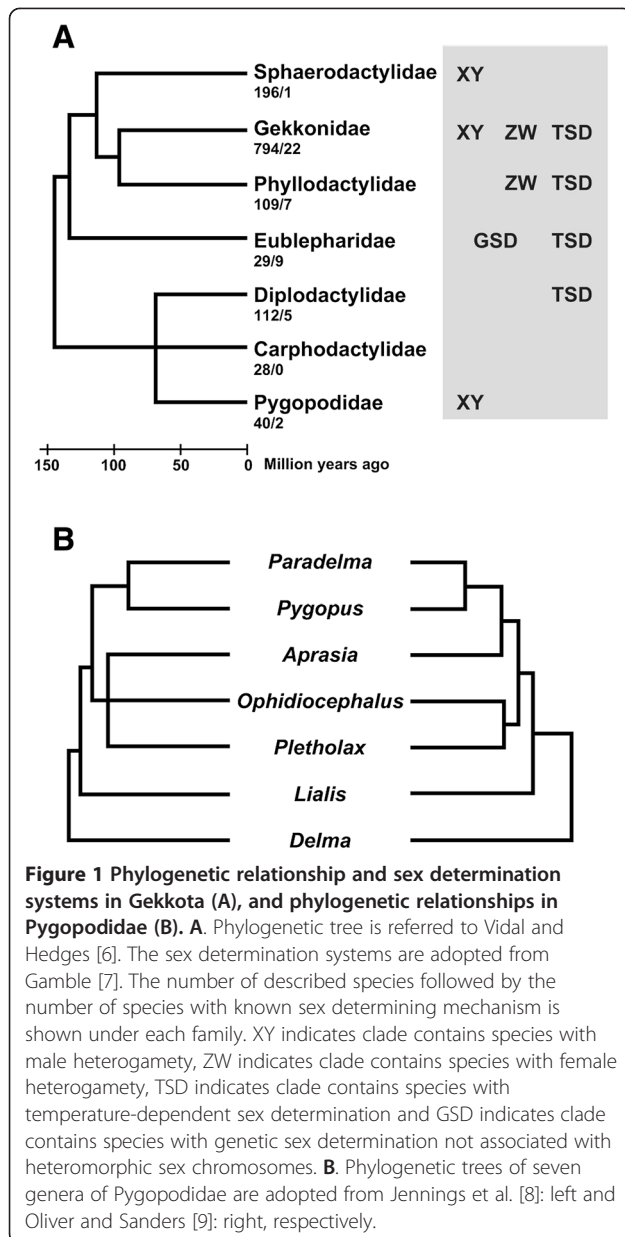 A
Sphaerodactylidae XY
196/1
Gekkonidae XY ZW TSD
794/22
Phyllodactylidae ZW TSD
109/7
Eublepharidae GSD TSD
29/9
Diplodactylidae TSD
112/5
Carphodactylidae
28/0
Pygopodidae XY
40/2
150 100 50 0 Million years ago
B
Paradelma
Pygopus
Aprasia
Ophidiocephalus
Pletholax
Lialis
Delma
Figure 1 Phylogenetic relationship and sex determination
systems in Gekkota (A), and phylogenetic relationships in
Pygopodidae (B). A. Phylogenetic tree is referred to Vidal and
Hedges [6]. The sex determination systems are adopted from
Gamble [7]. The number of described species followed by the
number of species with known sex determining mechanism is
shown under each family. XY indicates clade contains species with
male heterogamety, ZW indicates clade contains species with female
heterogamety, TSD indicates clade contains species with
temperature-dependent sex determination and GSD indicates clade
contains species with genetic sex determination not associated with
heteromorphic sex chromosomes. B. Phylogenetic trees of seven
genera of Pygopodidae are adopted from Jennings et al. [8]: left and
Oliver and Sanders [9]: right, respectively.